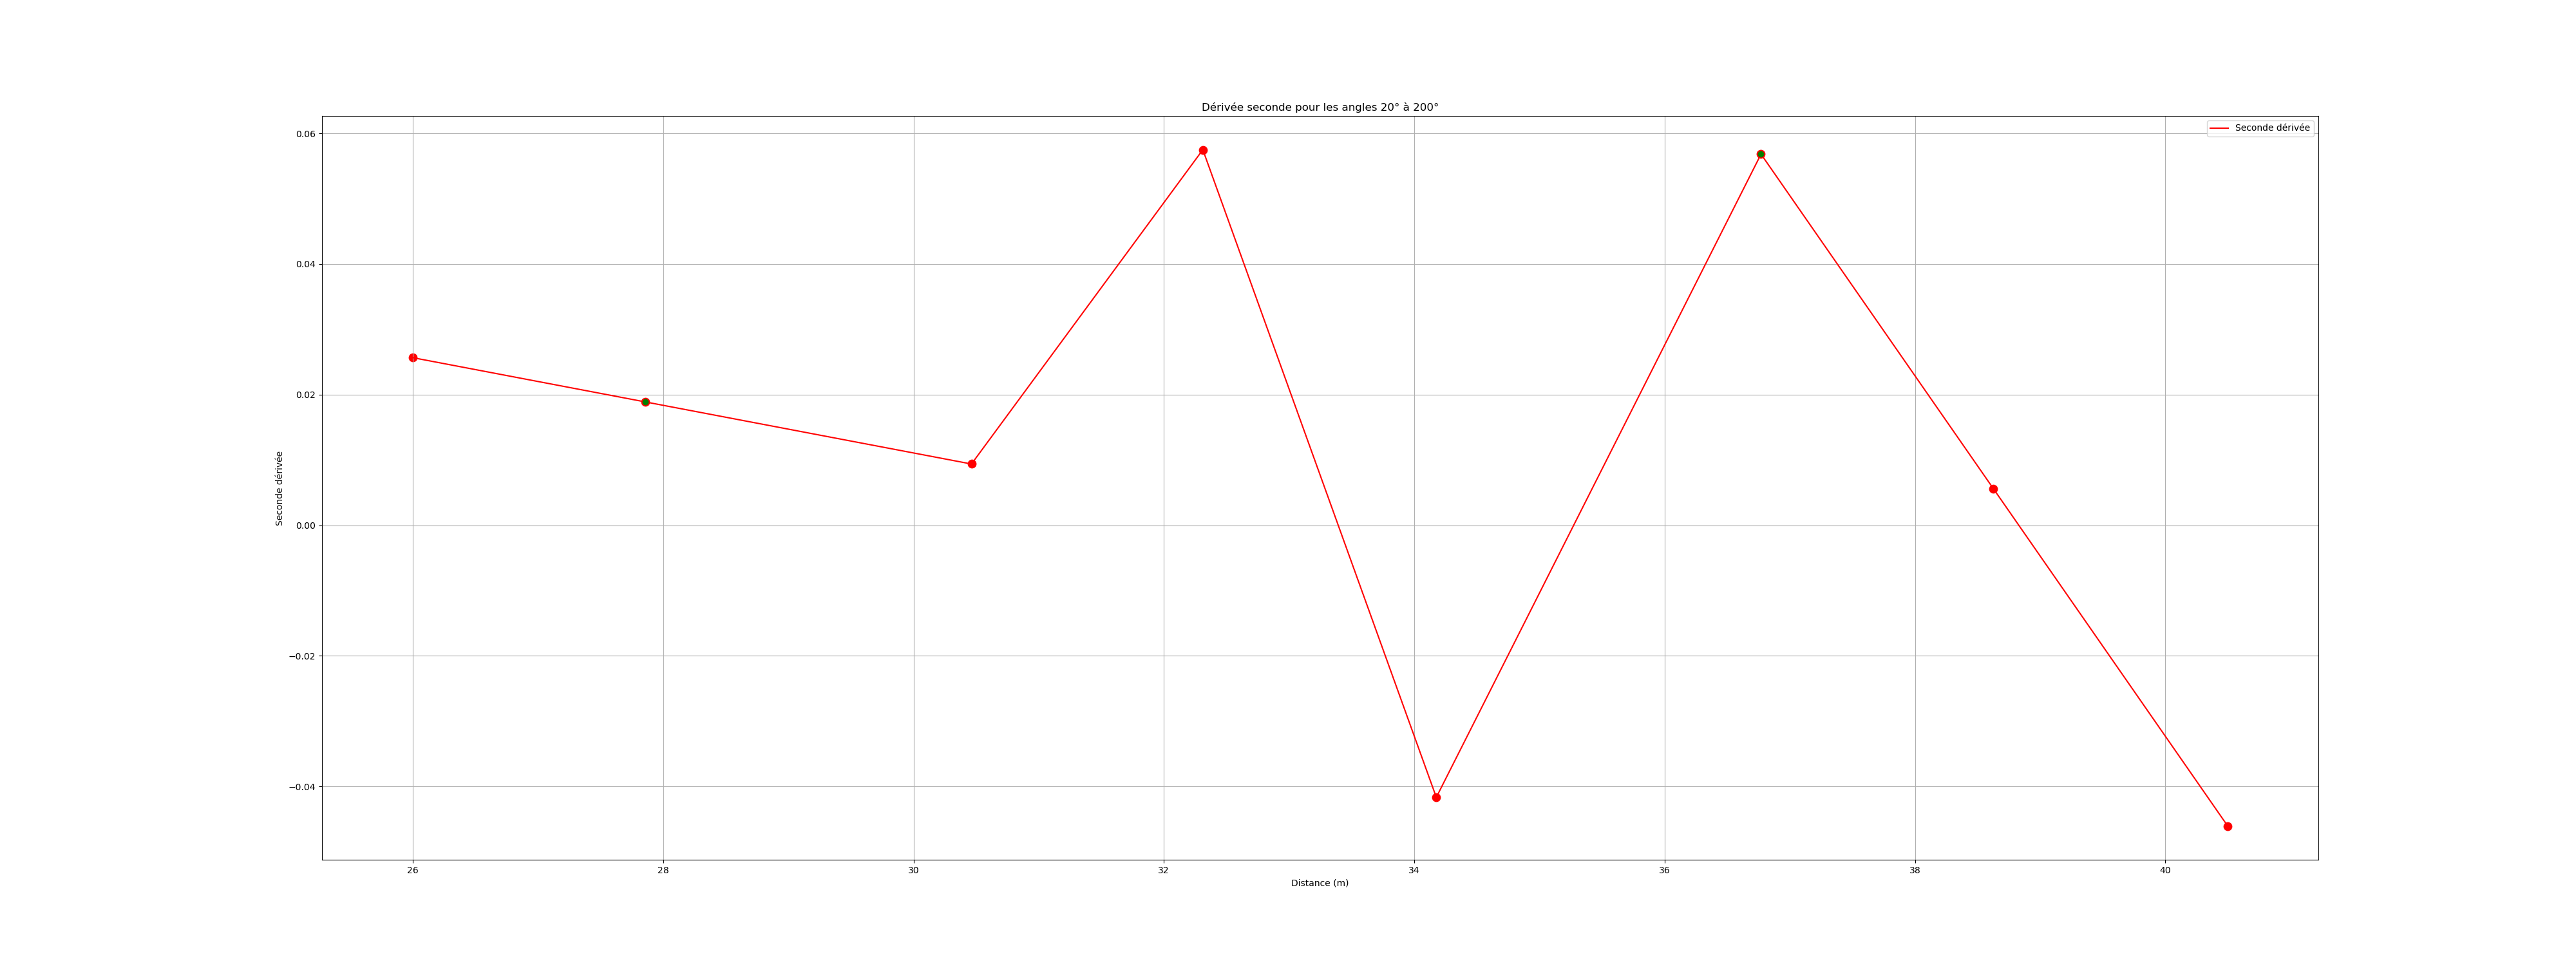 Dérivée seconde pour les angles 20° à 200°
Seconde dérivée
0.06
0.04
0.02
0.00
−0.02
−0.04
Seconde dérivée
26 28 30 32 34 36 38 40
Distance (m)